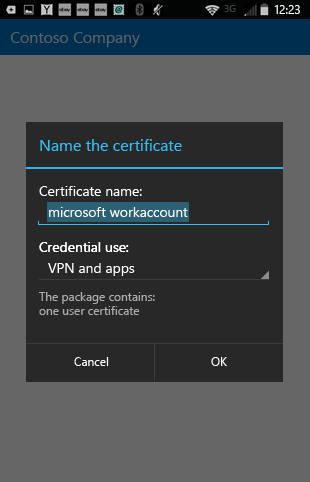 Y ebay ebay ebay @ 3G 12:23
Contoso Company
Name the certificate
Certificate name:
microsoft workaccount
Credential use:
VPN and apps
The package contains:
one user certificate
Cancel OK